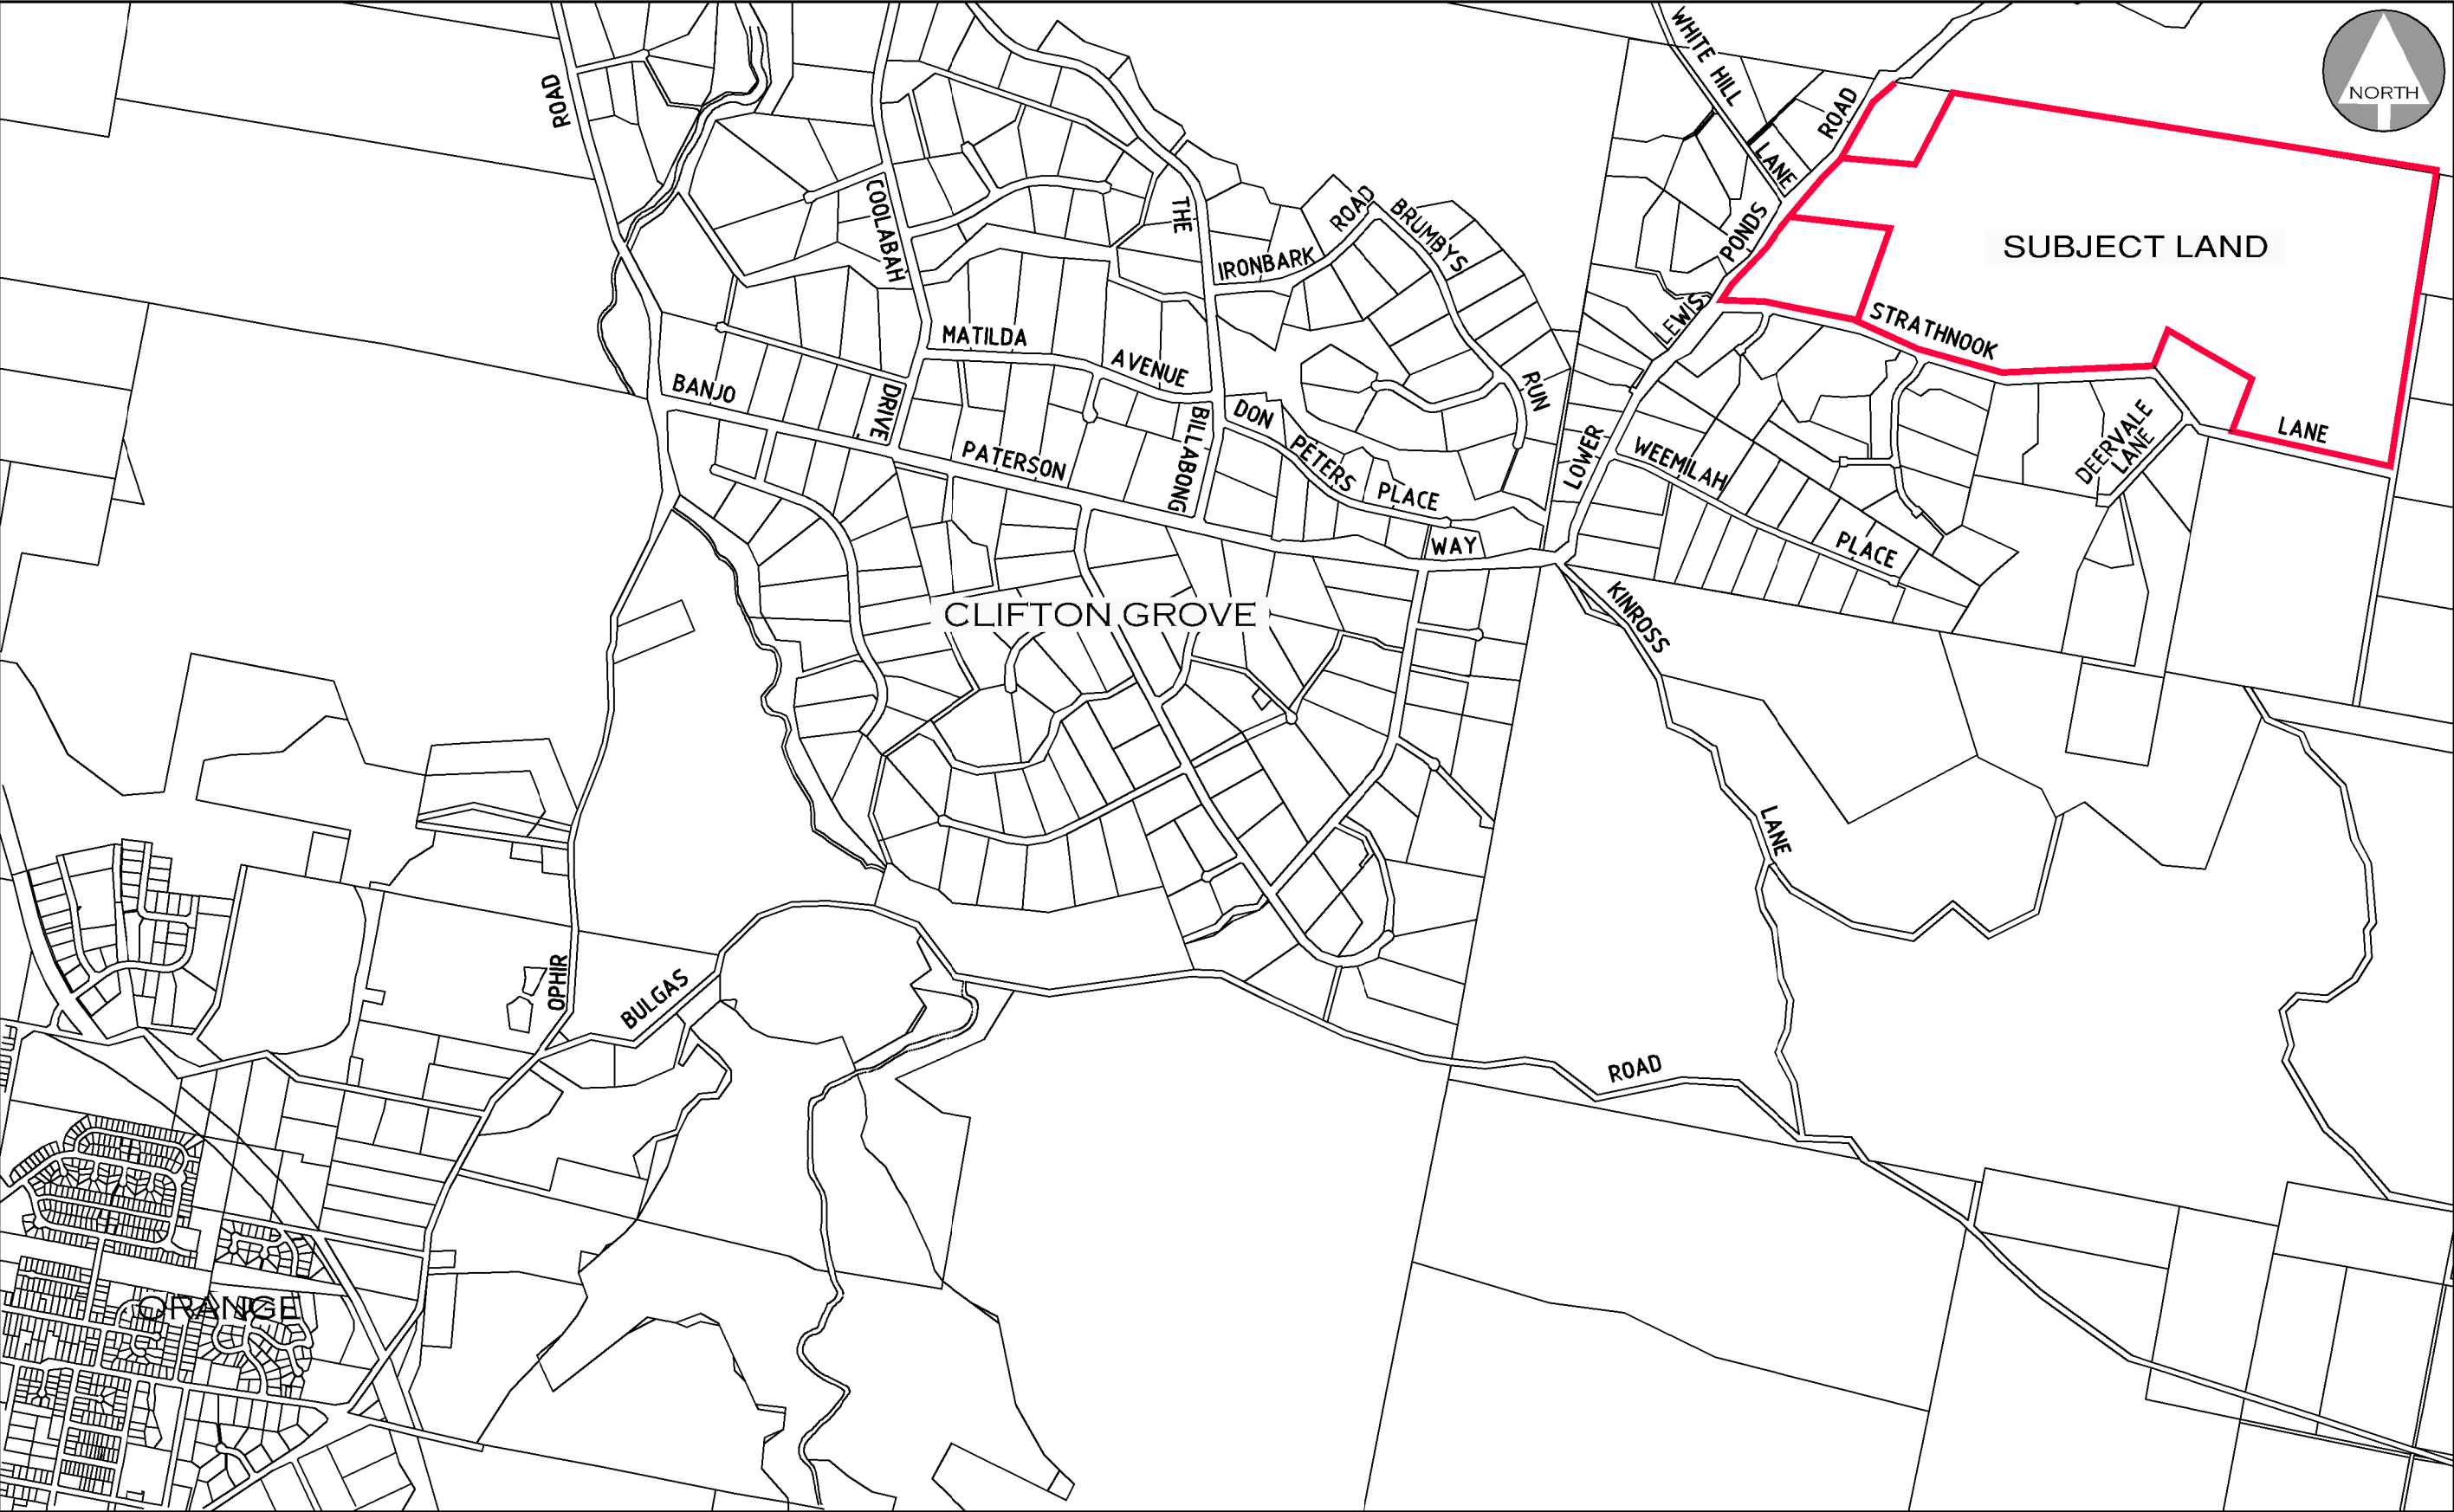 WHITE HILL
LANE
NORTH
ROAD
ROAD
COOLABAH
DRIVE
THE
BILLABONG
IRONBARK
ROAD
BRUMBYS
RUN
LOWER
LEWIS
PONDS
ROAD
SUBJECT LAND
STRATHNOOK
LANE
MATILDA
AVENUE
BANJO
PATERSON
WAY
DON
PETERS
PLACE
WEEMILAH
PLACE
DEERVALE
LANE
CLIFTON GROVE
KINROSS
LANE
OPHIR
BULGAS
ROAD
ORANGE